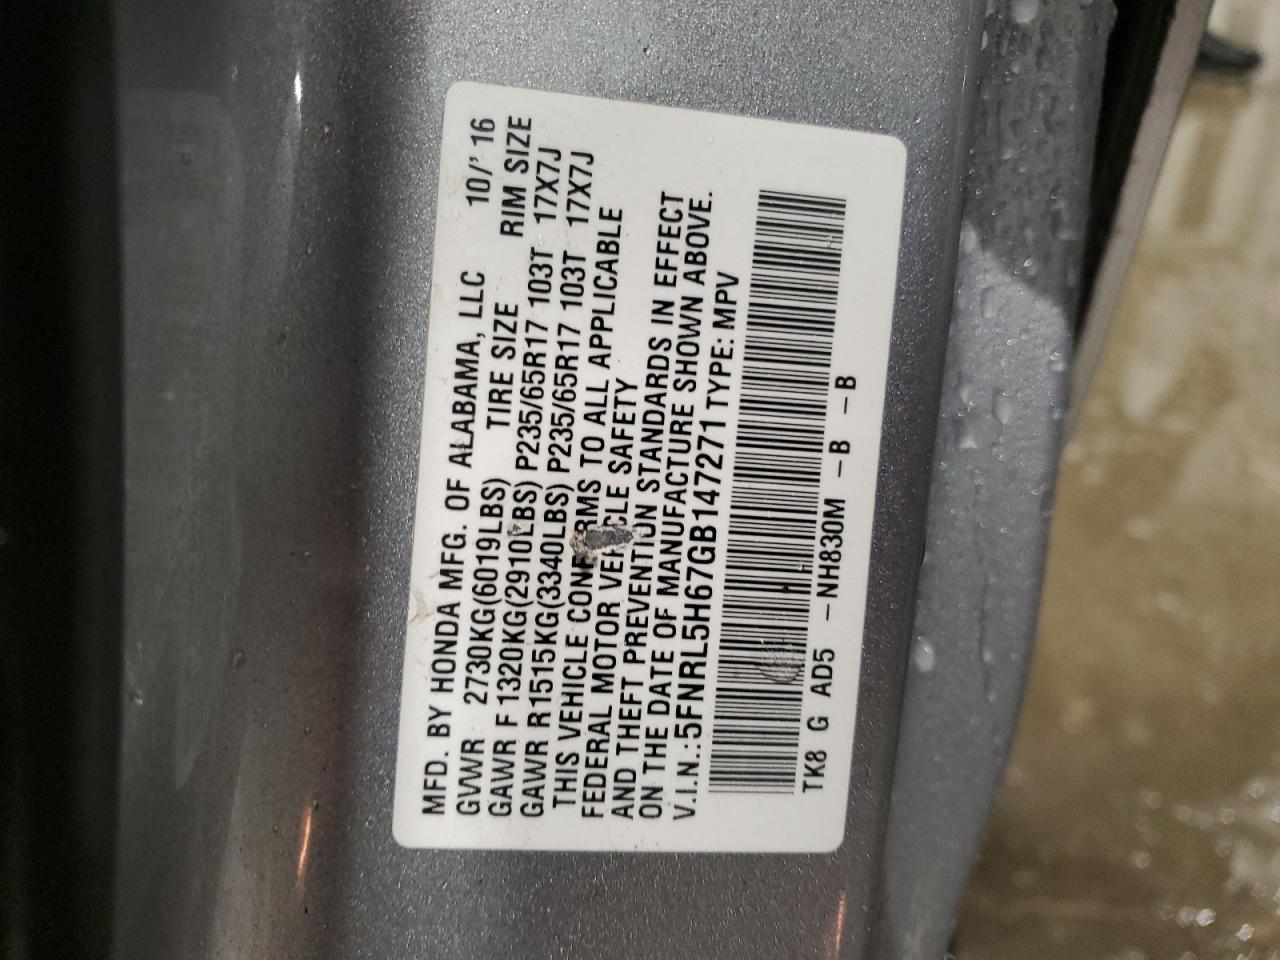 MFD. BY HONDA MFG. OF ALABAMA, LLC 10/' 16
GVWR 2730KG(6019LBS) TIRE SIZE RIM SIZE
GAWR F 1320KG(2910LBS) P235/65R17 103T 17X7J
GAWR R 1515KG(3340LBS) P235/65R17 103T 17X7J
THIS VEHICLE CONFORMS TO ALL APPLICABLE
FEDERAL MOTOR VEHICLE SAFETY
AND THEFT PREVENTION STANDARDS IN EFFECT
ON THE DATE OF MANUFACTURE SHOWN ABOVE.
V.I.N.:5FNRL5H67GB147271 TYPE: MPV
TK8 G AD5 -NH830M -B -B